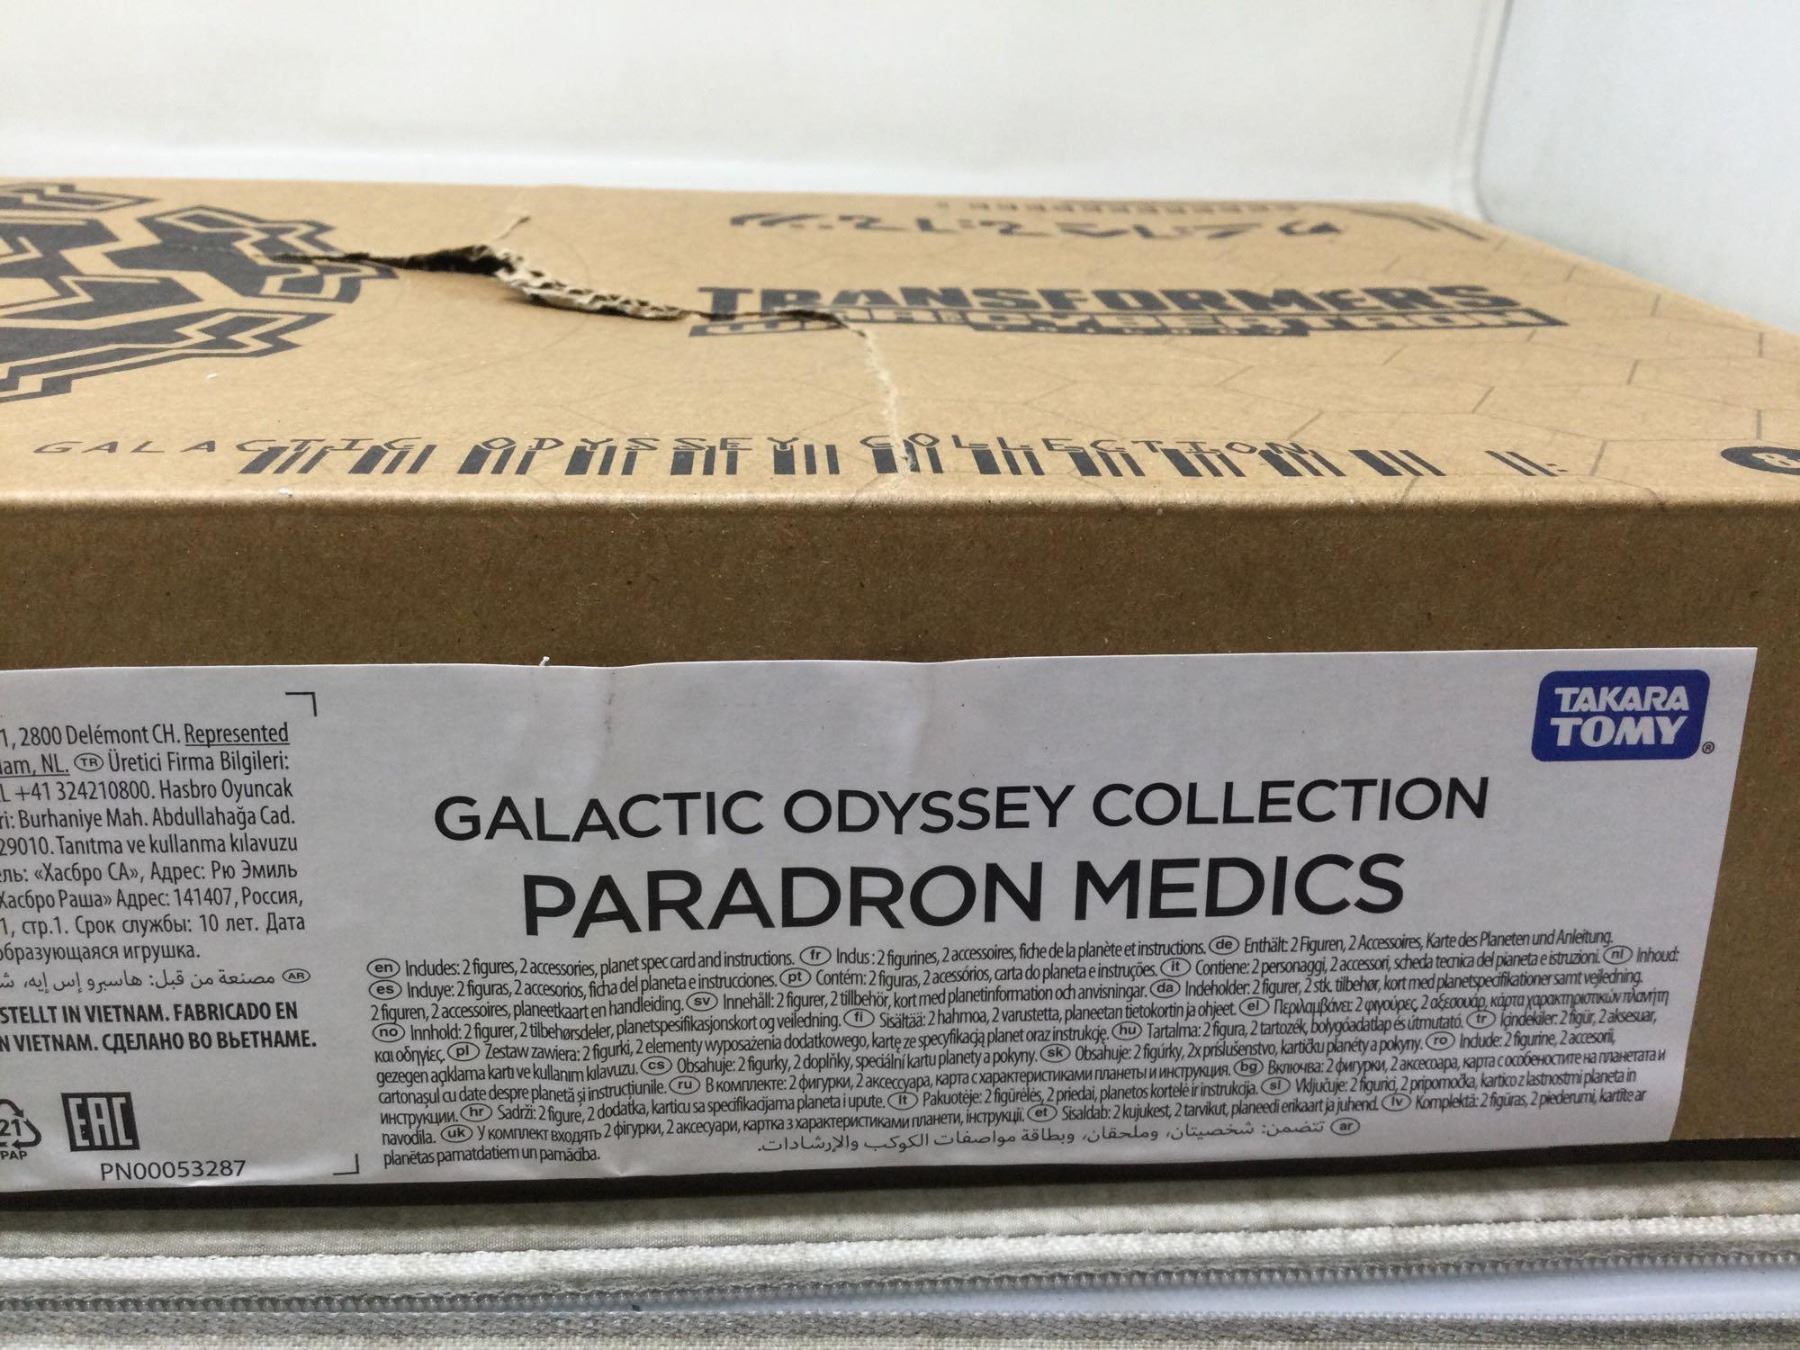 TRANSFORMERS
GALACTIC ODYSSEY COLLECTION
8+
TAKARA
TOMY®
1, 2800 Delémont CH. Represented
NL. TR Üretici Firma Bilgileri:
+41 324210800. Hasbro Oyuncak
Burhaniye Mah. Abdullahağa Cad.
29010. Tanıtma ve kullanma kılavuzu
«Хасбро СА», Адрес: Рю Эмиль
Хасбро Раша» Адрес: 141407, Россия,
1, стр.1. Срок службы: 10 лет. Дата
игрушка.
AR مصنعة من قبل: هاسبرو إس إيه،
IN VIETNAM. FABRICADO EN
VIETNAM. СДЕЛАНО ВО ВЬЕТНАМЕ.
21
PAP
EAC
PN00053287
GALACTIC ODYSSEY COLLECTION
PARADRON MEDICS
en Includes: 2 figures, 2 accessories, planet spec card and instructions. fr Indus : 2 figurines, 2 accessoires, fiche de la planète et instructions. de Enthält: 2 Figuren, 2 Accessoires, Karte des Planeten und Anleitung.
es Induye: 2 figuras, 2 accesorios, ficha del planeta e instrucciones. pt Contém: 2 figuras, 2 acessórios, carta do planeta e instruções. it Contiene: 2 personaggi, 2 accessori, scheda tecnica del pianeta e istruzioni. nl Inhoud:
2 figuren, 2 accessoires, planeetkaart en handleiding. sv Innehåll: 2 figurer, 2 tillbehör, kort med planetinformation och anvisningar. da Indeholder: 2 figurer, 2 stk. tilbehør, kort med planetspecifikationer samt vejledning.
no Innhold: 2 figurer, 2 tilbehørsdeler, planetspesifikasjonskort og veiledning. fi Sisältää: 2 hahmoa, 2 varustetta, planeetan tietokortin ja ohjeet. el Περιλαμβάνει: 2 φιγούρες, 2 αξεσουάρ, κάρτα χαρακτηριστικών πλανήτη
και οδηγίες. pl Zestaw zawiera: 2 figurki, 2 elementy wyposażenia dodatkowego, kartę ze specyfikacją planet oraz instrukcję. hu Tartalma: 2 figura, 2 tartozék, bolygóadatlap és útmutató. tr İçindekiler: 2 figür, 2 aksesuar,
gezegen açıklama kartı ve kullanım kılavuzu. cs Obsahuje: 2 figurky, 2 doplňky, speciální kartu planety a pokyny. sk Obsahuje: 2 figúrky, 2x príslušenstvo, kartičku planéty a pokyny. ro Include: 2 figurine, 2 accesorii,
cartonașul cu date despre planetă și instrucțiunile. ru В комплекте: 2 фигурки, 2 аксессуара, карта с характеристиками планеты и инструкция. bg Включва: 2 фигурки, 2 аксесоара, карта с особеностите на планетата и
инструкции. hr Sadrži: 2 figure, 2 dodatka, karticu sa specifikacijama planeta i upute. lt Pakuotėje: 2 figūrėlės, 2 priedai, planetos kortelė ir instrukcija. sl Vključuje: 2 figurici, 2 pripomočka, kartico z lastnostmi planeta in
navodila. uk У комплект входять 2 фігурки, 2 аксесуари, картка з характеристиками планети, інструкції. et Sisaldab: 2 kujukest, 2 tarvikut, planeedi erikaart ja juhend. lv Komplektā: 2 figūras, 2 piederumi, kartīte ar
planētas pamatdatiem un pamācība.
ar تتضمن: شخصيتان، وملحقان، وبطاقة مواصفات الكوكب والإرشادات.